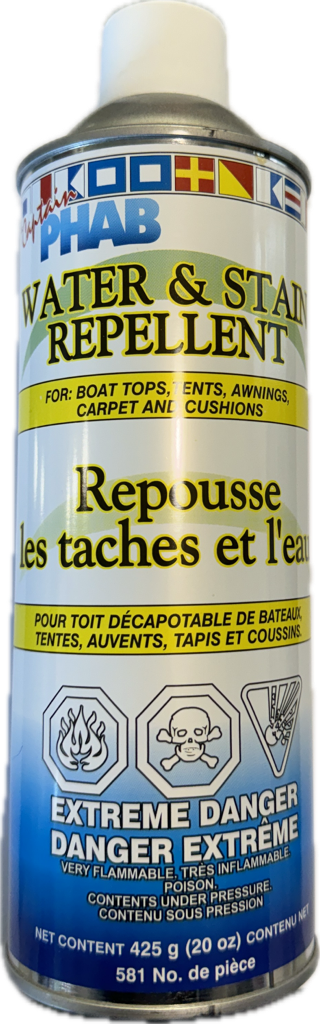 Captain
PHAB
WATER & STAIN
REPELLENT
FOR: BOAT TOPS, TENTS, AWNINGS,
CARPET AND CUSHIONS
Repousse
les taches et l'eau
POUR TOIT DÉCAPOTABLE DE BATEAUX,
TENTES, AUVENTS, TAPIS ET COUSSINS.
EXTREME DANGER
DANGER EXTRÊME
VERY FLAMMABLE, TRÈS INFLAMMABLE.
POISON.
CONTENTS UNDER PRESSURE.
CONTENU SOUS PRESSION
NET CONTENT 425 g (20 oz) CONTENU NET
581 No. de pièce